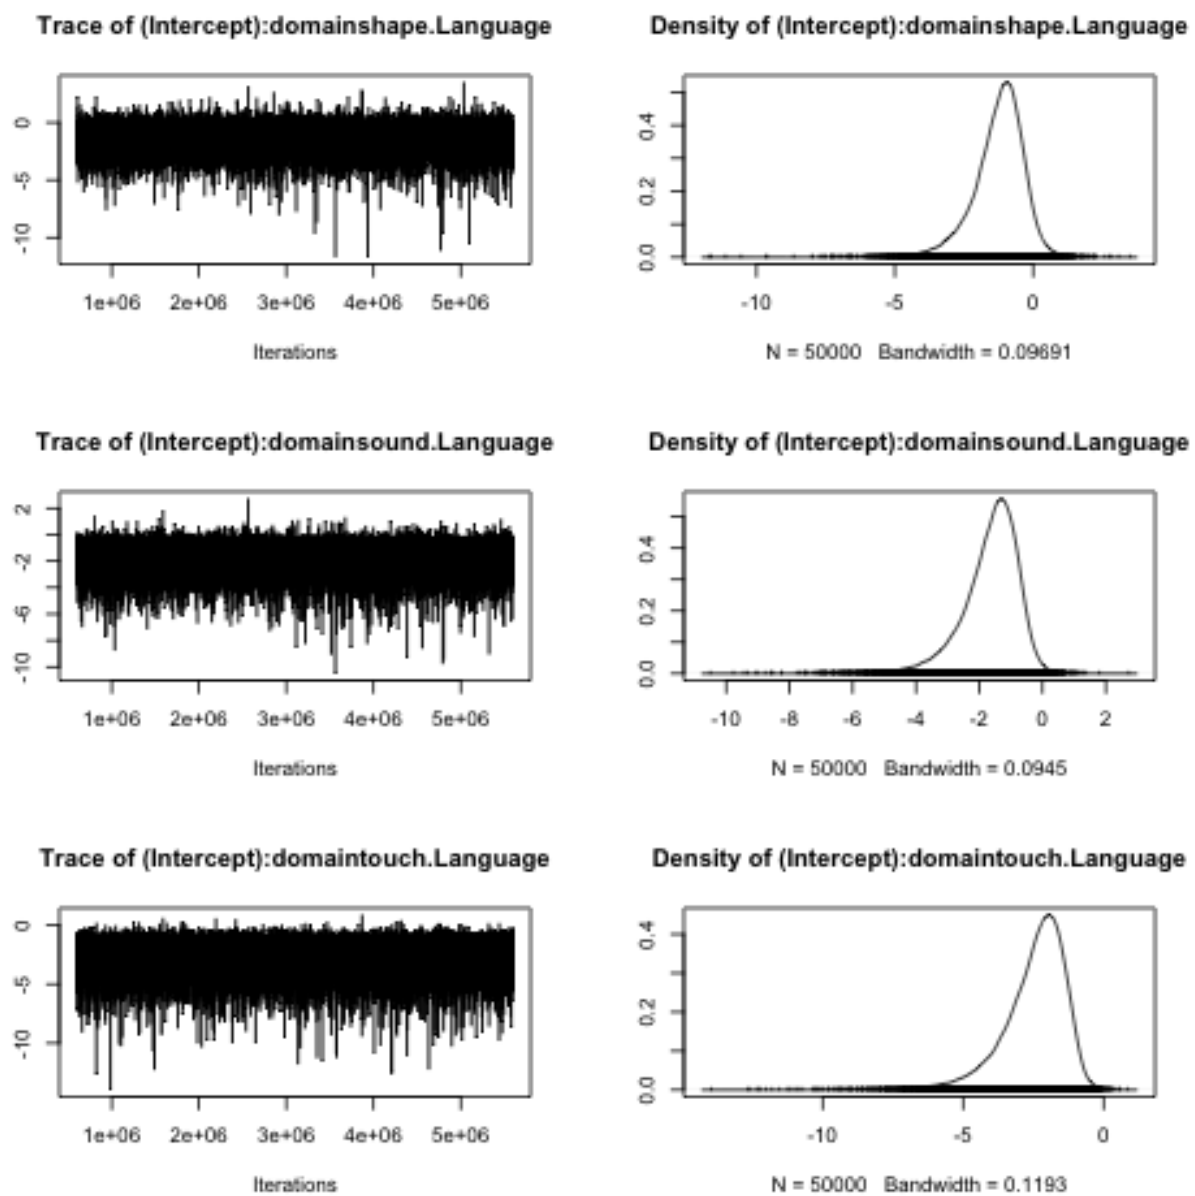 Trace of (Intercept):domainshape.Language
Density of (Intercept):domainshape.Language
0
-5
-10
1e+06 2e+06 3e+06 4e+06 5e+06
Iterations
0.4
0.2
0.0
-10 -5 0
N = 50000 Bandwidth = 0.09691
Trace of (Intercept):domainsound.Language
Density of (Intercept):domainsound.Language
2
-2
-6
-10
1e+06 2e+06 3e+06 4e+06 5e+06
Iterations
0.4
0.2
0.0
-10 -8 -6 -4 -2 0 2
N = 50000 Bandwidth = 0.0945
Trace of (Intercept):domaintouch.Language
Density of (Intercept):domaintouch.Language
0
-5
-10
1e+06 2e+06 3e+06 4e+06 5e+06
Iterations
0.4
0.2
0.0
-10 -5 0
N = 50000 Bandwidth = 0.1193